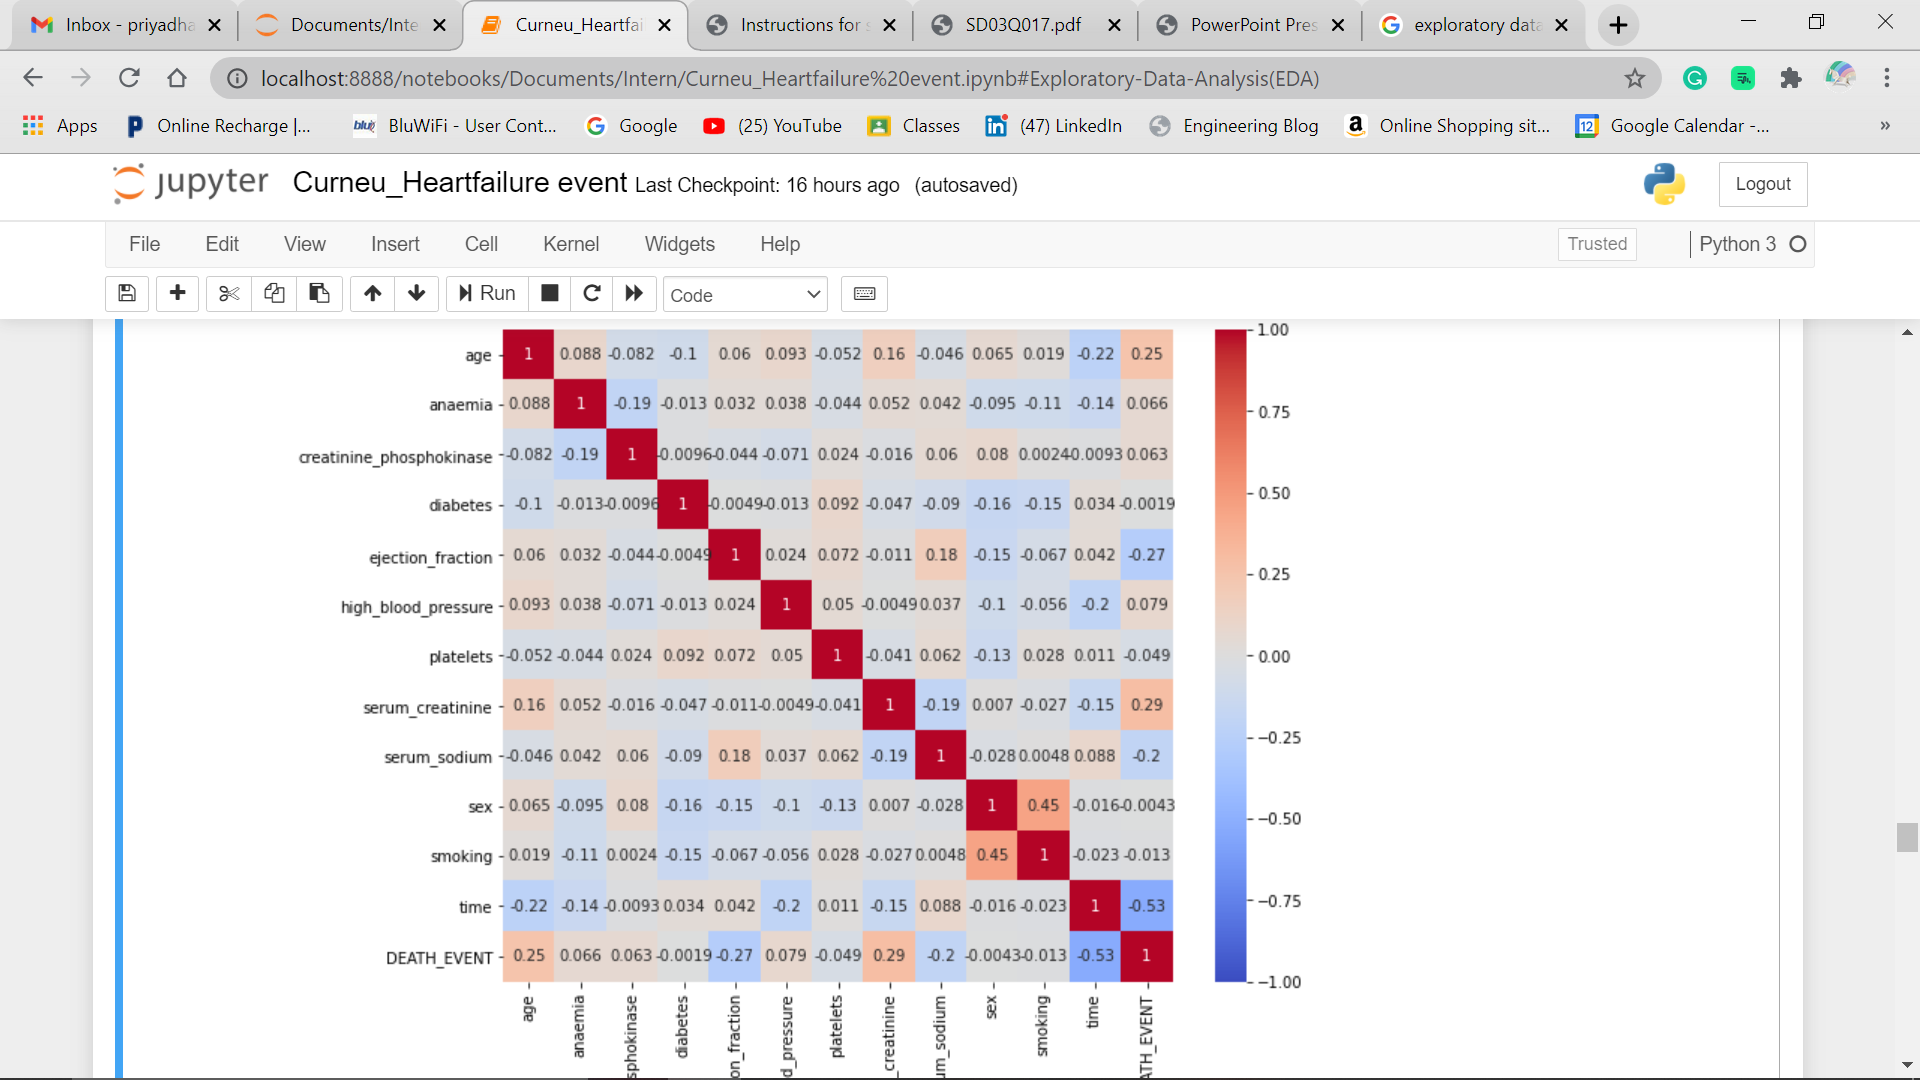 Inbox - priyadha
Documents/Inte
Curneu_Heartfai
Instructions for s
SD03Q017.pdf
PowerPoint Pres
exploratory data
localhost:8888/notebooks/Documents/Intern/Curneu_Heartfailure%20event.ipynb#Exploratory-Data-Analysis(EDA)
Apps
Online Recharge |...
BluWiFi - User Cont...
Google
(25) YouTube
Classes
(47) LinkedIn
Engineering Blog
Online Shopping sit...
Google Calendar -...
»
jupyter Curneu_Heartfailure event Last Checkpoint: 16 hours ago (autosaved)
Logout
File Edit View Insert Cell Kernel Widgets Help
Trusted
Python 3
Run
Code
age 1 0.088 -0.082 -0.1 0.06 0.093 -0.052 0.16 -0.046 0.065 0.019 -0.22 0.25
anaemia 0.088 1 -0.19 -0.013 0.032 0.038 -0.044 0.052 0.042 -0.095 -0.11 -0.14 0.066
creatinine_phosphokinase -0.082 -0.19 1 -0.0096 -0.044 -0.071 0.024 -0.016 0.06 0.08 0.0024 -0.0093 0.063
diabetes -0.1 -0.013 -0.0096 1 -0.0049 -0.013 0.092 -0.047 -0.09 -0.16 -0.15 0.034 -0.0019
ejection_fraction 0.06 0.032 -0.044 -0.0049 1 0.024 0.072 -0.011 0.18 -0.15 -0.067 0.042 -0.27
high_blood_pressure 0.093 0.038 -0.071 -0.013 0.024 1 0.05 -0.0049 0.037 -0.1 -0.056 -0.2 0.079
platelets -0.052 -0.044 0.024 0.092 0.072 0.05 1 -0.041 0.062 -0.13 0.028 0.011 -0.049
serum_creatinine 0.16 0.052 -0.016 -0.047 -0.011 -0.0049 -0.041 1 -0.19 0.007 -0.027 -0.15 0.29
serum_sodium -0.046 0.042 0.06 -0.09 0.18 0.037 0.062 -0.19 1 -0.028 0.0048 0.088 -0.2
sex 0.065 -0.095 0.08 -0.16 -0.15 -0.1 -0.13 0.007 -0.028 1 0.45 -0.016 -0.0043
smoking 0.019 -0.11 0.0024 -0.15 -0.067 -0.056 0.028 -0.027 0.0048 0.45 1 -0.023 -0.013
time -0.22 -0.14 -0.0093 0.034 0.042 -0.2 0.011 -0.15 0.088 -0.016 -0.023 1 -0.53
DEATH_EVENT 0.25 0.066 0.063 -0.0019 -0.27 0.079 -0.049 0.29 -0.2 -0.0043 -0.013 -0.53 1
age
anaemia
sphokinase
diabetes
on_fraction
d_pressure
platelets
_creatinine
um_sodium
sex
smoking
time
ATH_EVENT
1.00
0.75
0.50
0.25
0.00
−0.25
−0.50
−0.75
−1.00